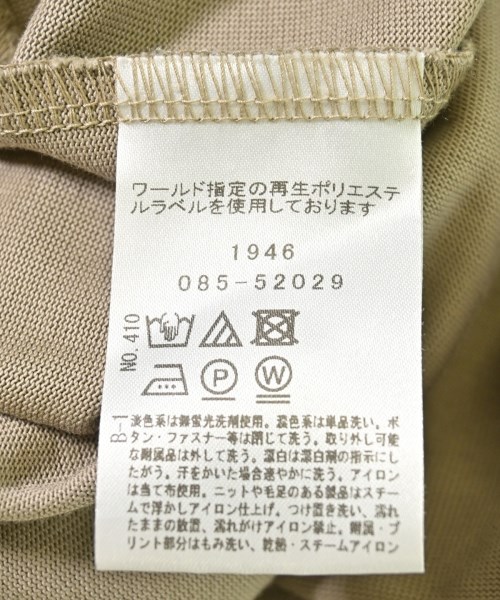 ワールド指定の再生ポリエステ
ルラベルを使用しております
1946
085-52029
NO.410
P
W
B-1
淡色系は無蛍光洗剤使用。濃色系は単品洗い。ボ
タン・ファスナー等は閉じて洗う。取り外し可能
な附属品は外して洗う。漂白は漂白剤の指示にし
たがう。汗をかいた場合速やかに洗う。アイロン
は当て布使用。ニットや毛足のある製品はスチー
ムで浮かしアイロン仕上げ。つけ置き洗い、濡れ
たままの放置、濡れがけアイロン禁止。附属・プ
リント部分はもみ洗い、乾燥・スチームアイロン